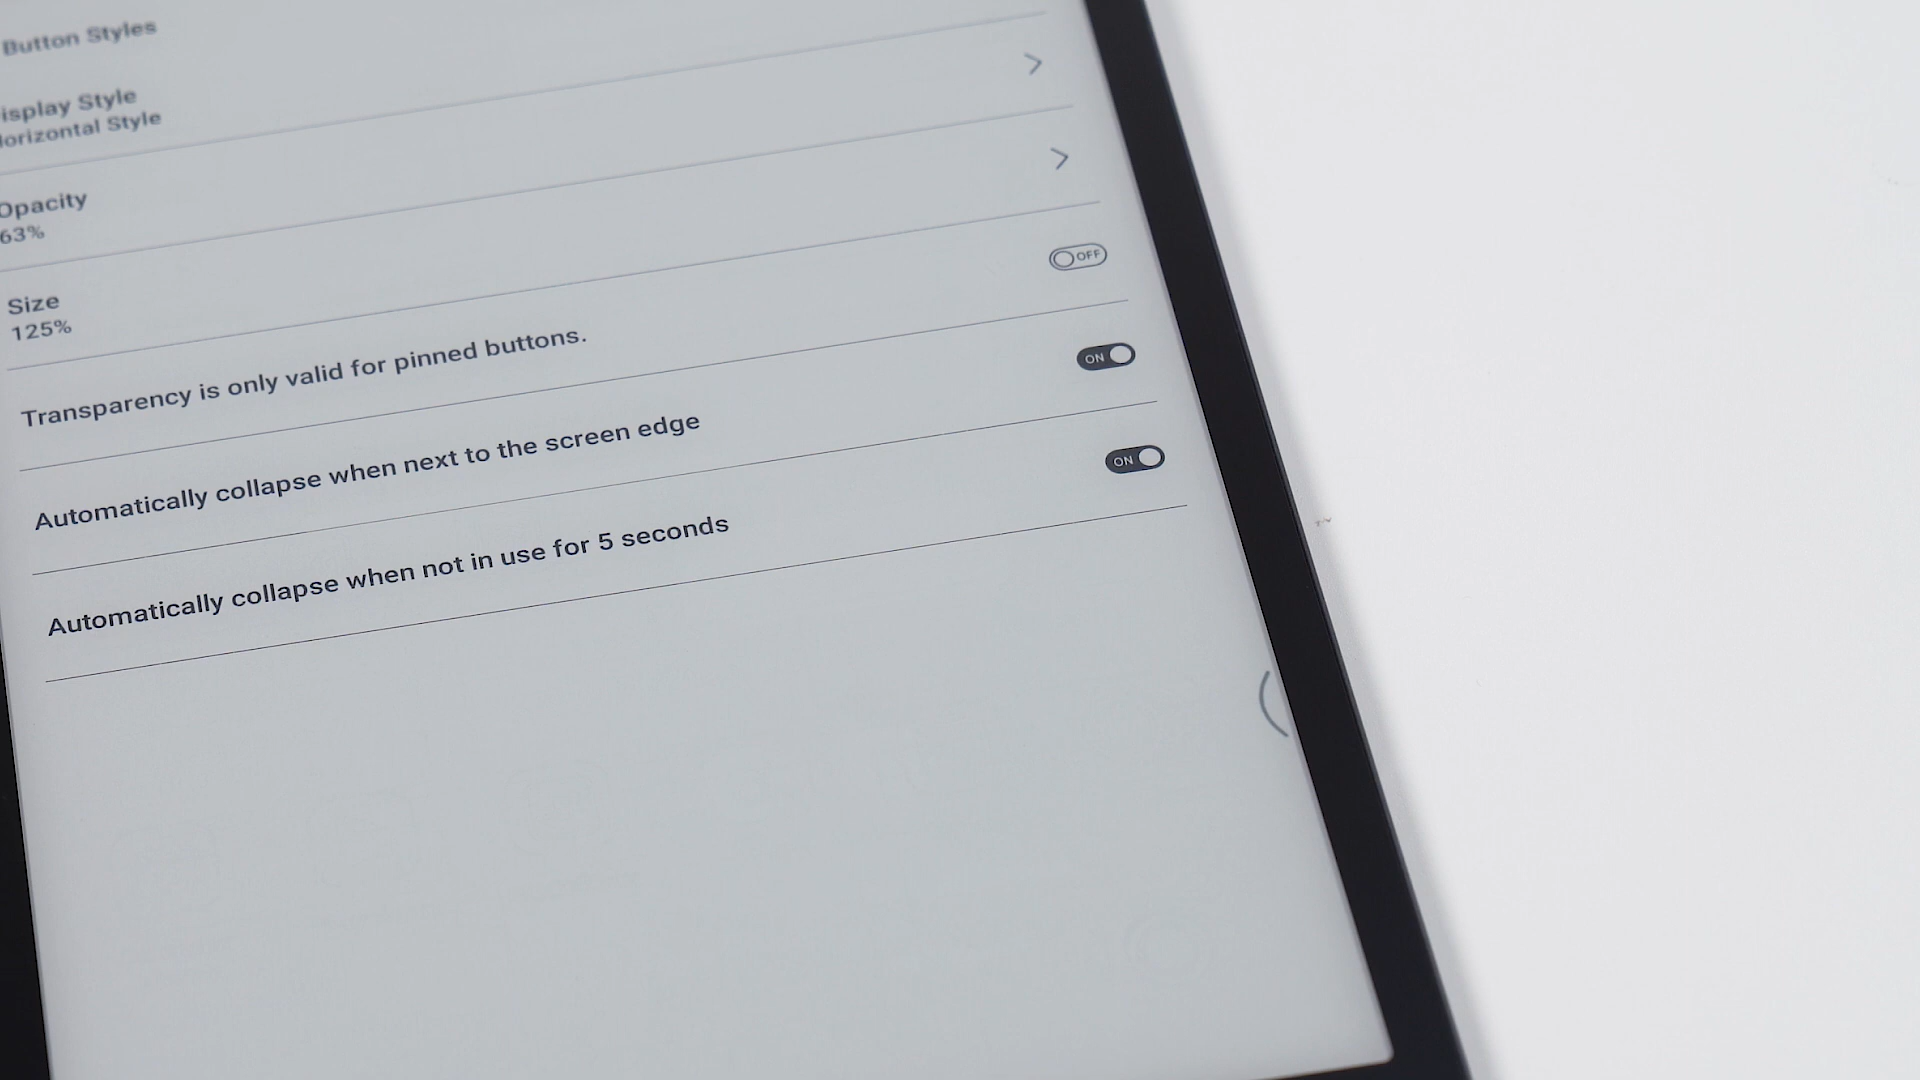 Button Styles
isplay Style
orizontal Style
Opacity
63%
Size
125%
OFF
Transparency is only valid for pinned buttons.
ON
Automatically collapse when next to the screen edge
ON
Automatically collapse when not in use for 5 seconds